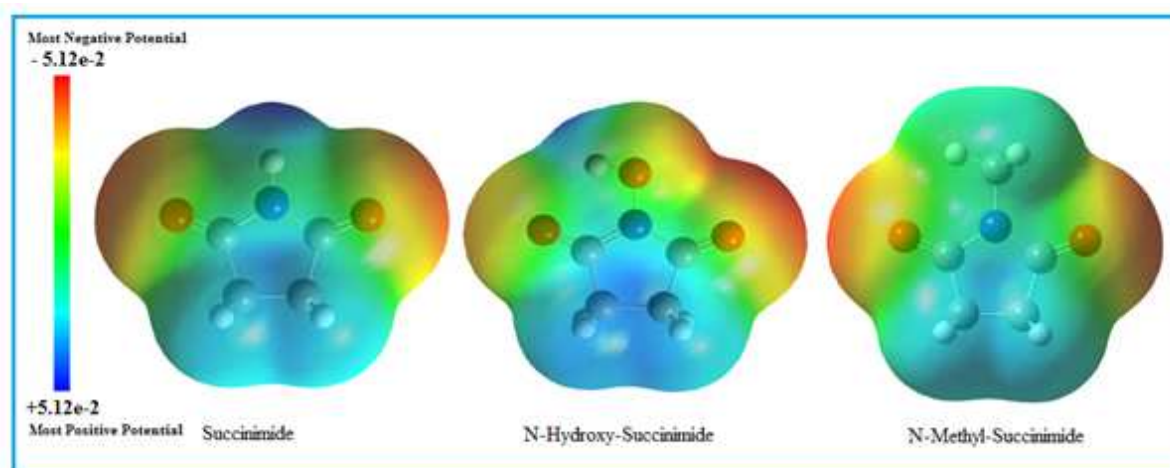 Most Negative Potential
- 5.12e-2
+5.12e-2
Most Positive Potential
Succinimide
N-Hydroxy-Succinimide
N-Methyl-Succinimide